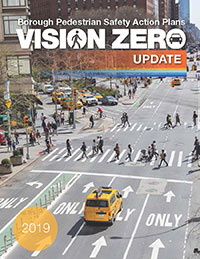 Borough Pedestrian Safety Action Plans
VISION ZERO
UPDATE
ONLY
ONLY
ONLY
2019